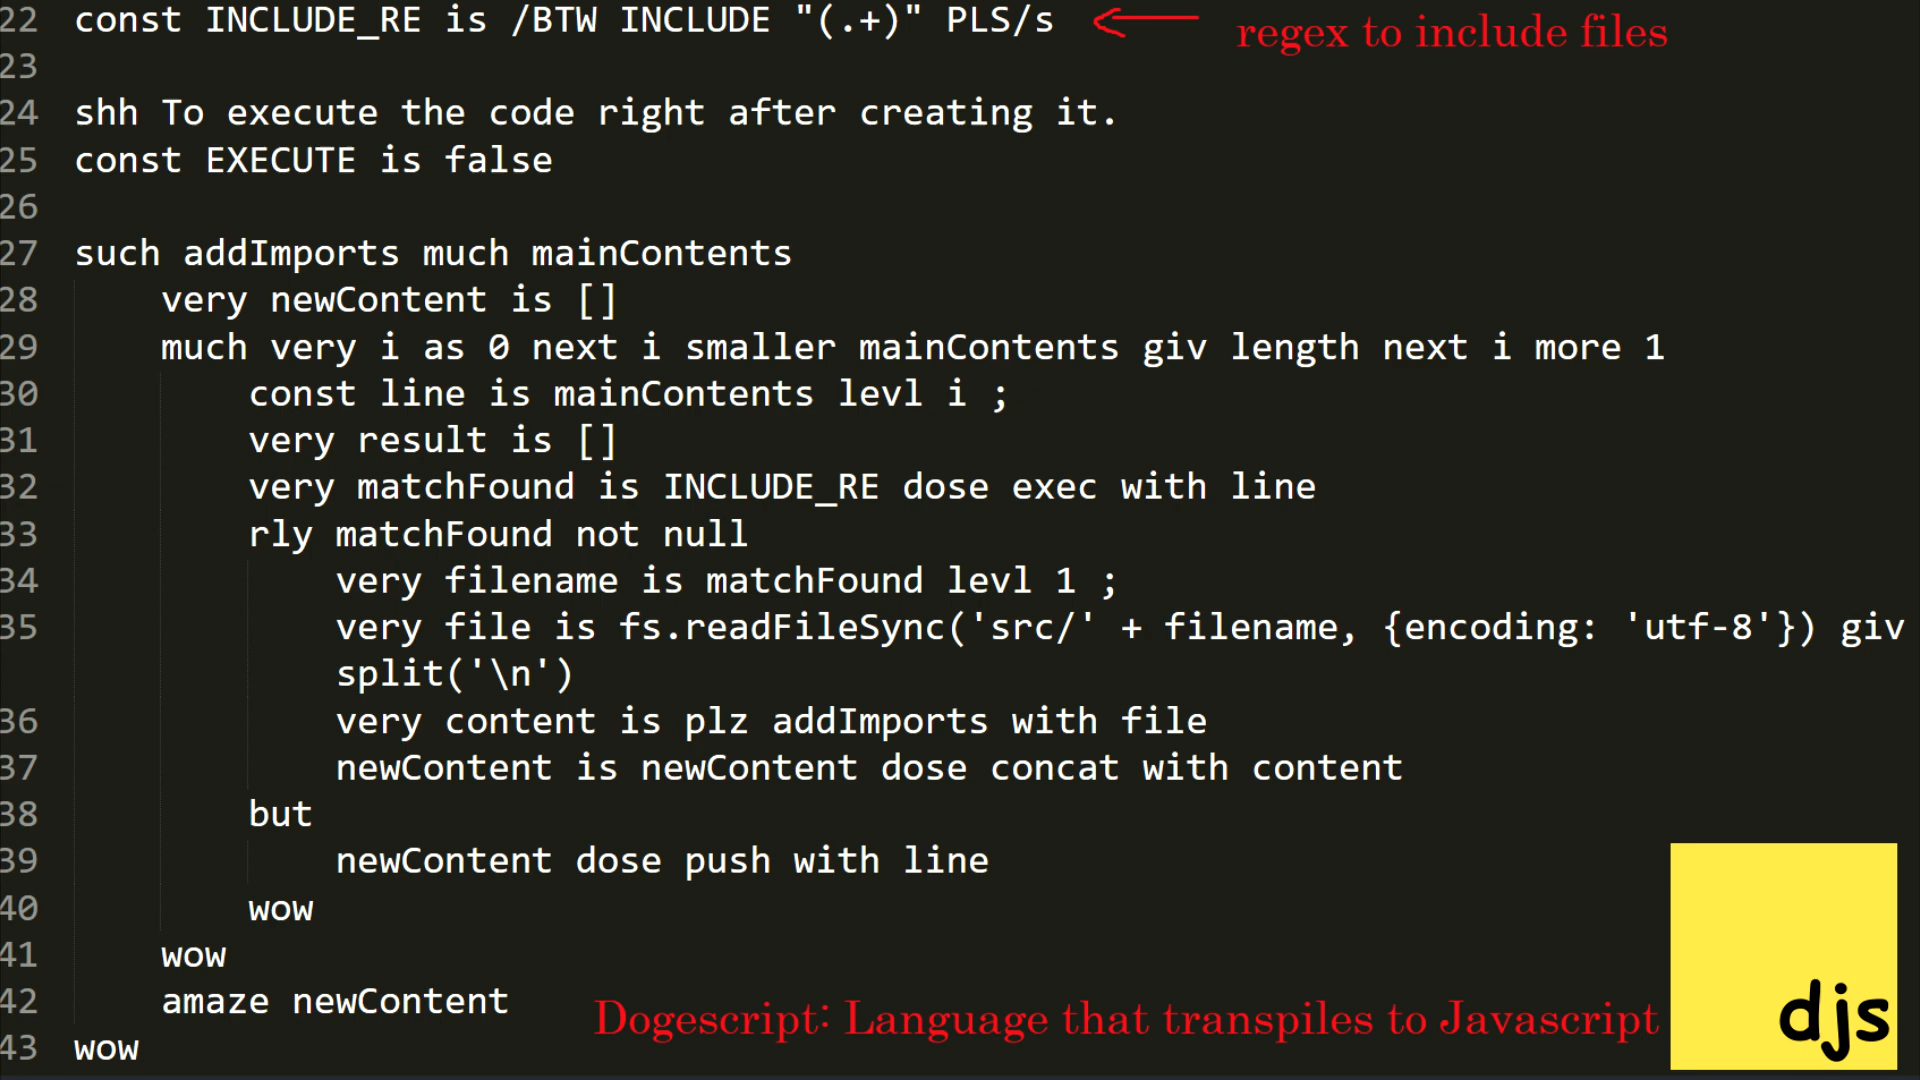 22 const INCLUDE_RE is /BTW INCLUDE "(.+)" PLS/s regex to include files
23
24 shh To execute the code right after creating it.
25 const EXECUTE is false
26
27 such addImports much mainContents
28 very newContent is []
29 much very i as 0 next i smaller mainContents giv length next i more 1
30 const line is mainContents levl i ;
31 very result is []
32 very matchFound is INCLUDE_RE dose exec with line
33 rly matchFound not null
34 very filename is matchFound levl 1 ;
35 very file is fs.readFileSync('src/' + filename, {encoding: 'utf-8'}) giv
split('\n')
36 very content is plz addImports with file
37 newContent is newContent dose concat with content
38 but
39 newContent dose push with line
40 wow
41 wow
42 amaze newContent
43 wow
Dogescript: Language that transpiles to Javascript
djs